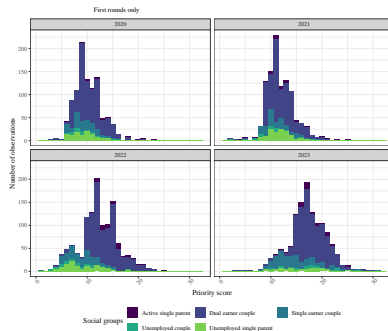 First rounds only
2020
2021
200
150
100
50
0
2022
2023
200
150
100
50
0
Number of observations
0
10
20
30
0
10
20
30
Priority score
Social groups
Active single parent
Dual earner couple
Single earner couple
Unemployed couple
Unemployed single parent